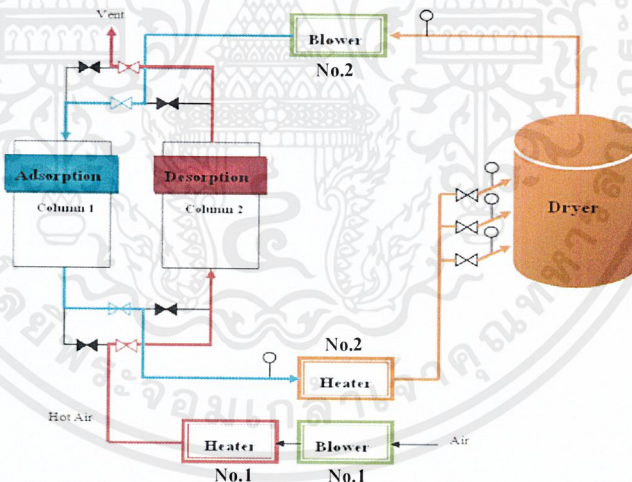 Vent
Blower
No.2
Adsorption
Column 1
Desorption
Column 2
Dryer
No.2
Heater
Hot Air
Heater
No.1
Blower
No.1
Air